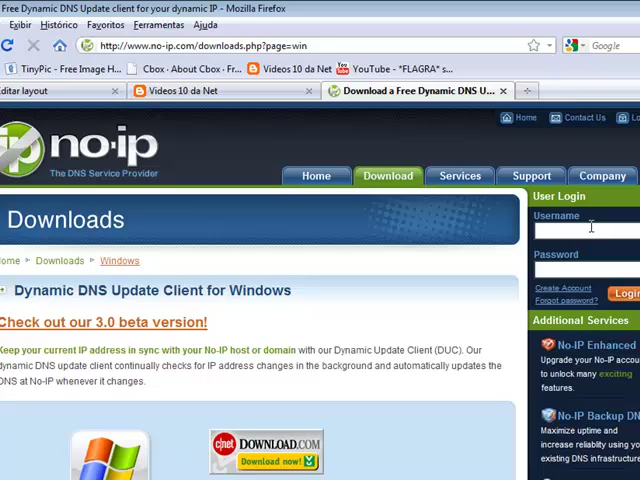 Free Dynamic DNS Update client for your dynamic IP - Mozilla Firefox
Exibir Histórico Favoritos Ferramentas Ajuda
http://www.no-ip.com/downloads.php?page=win
Google
TinyPic - Free Image H... Cbox · About Cbox · Fr... Videos 10 da Net YouTube - *FLAGRA* s...
Editar layout Videos 10 da Net Download a Free Dynamic DNS U...
Home Contact Us Lo
no-ip
The DNS Service Provider
Home Download Services Support Company
User Login
Username
Downloads
Password
Home Downloads Windows
Create Account
Forgot password?
Login
Dynamic DNS Update Client for Windows
Additional Services
Check out our 3.0 beta version!
No-IP Enhanced
Keep your current IP address in sync with your No-IP host or domain with our Dynamic Update Client (DUC). Our
Upgrade your No-IP accou
dynamic DNS update client continually checks for IP address changes in the background and automatically updates the
to unlock many exciting
DNS at No-IP whenever it changes.
features.
No-IP Backup DN
Maximize uptime and
increase reliablity using yo
existing DNS infrastructure
c|net DOWNLOAD.COM
Download now!